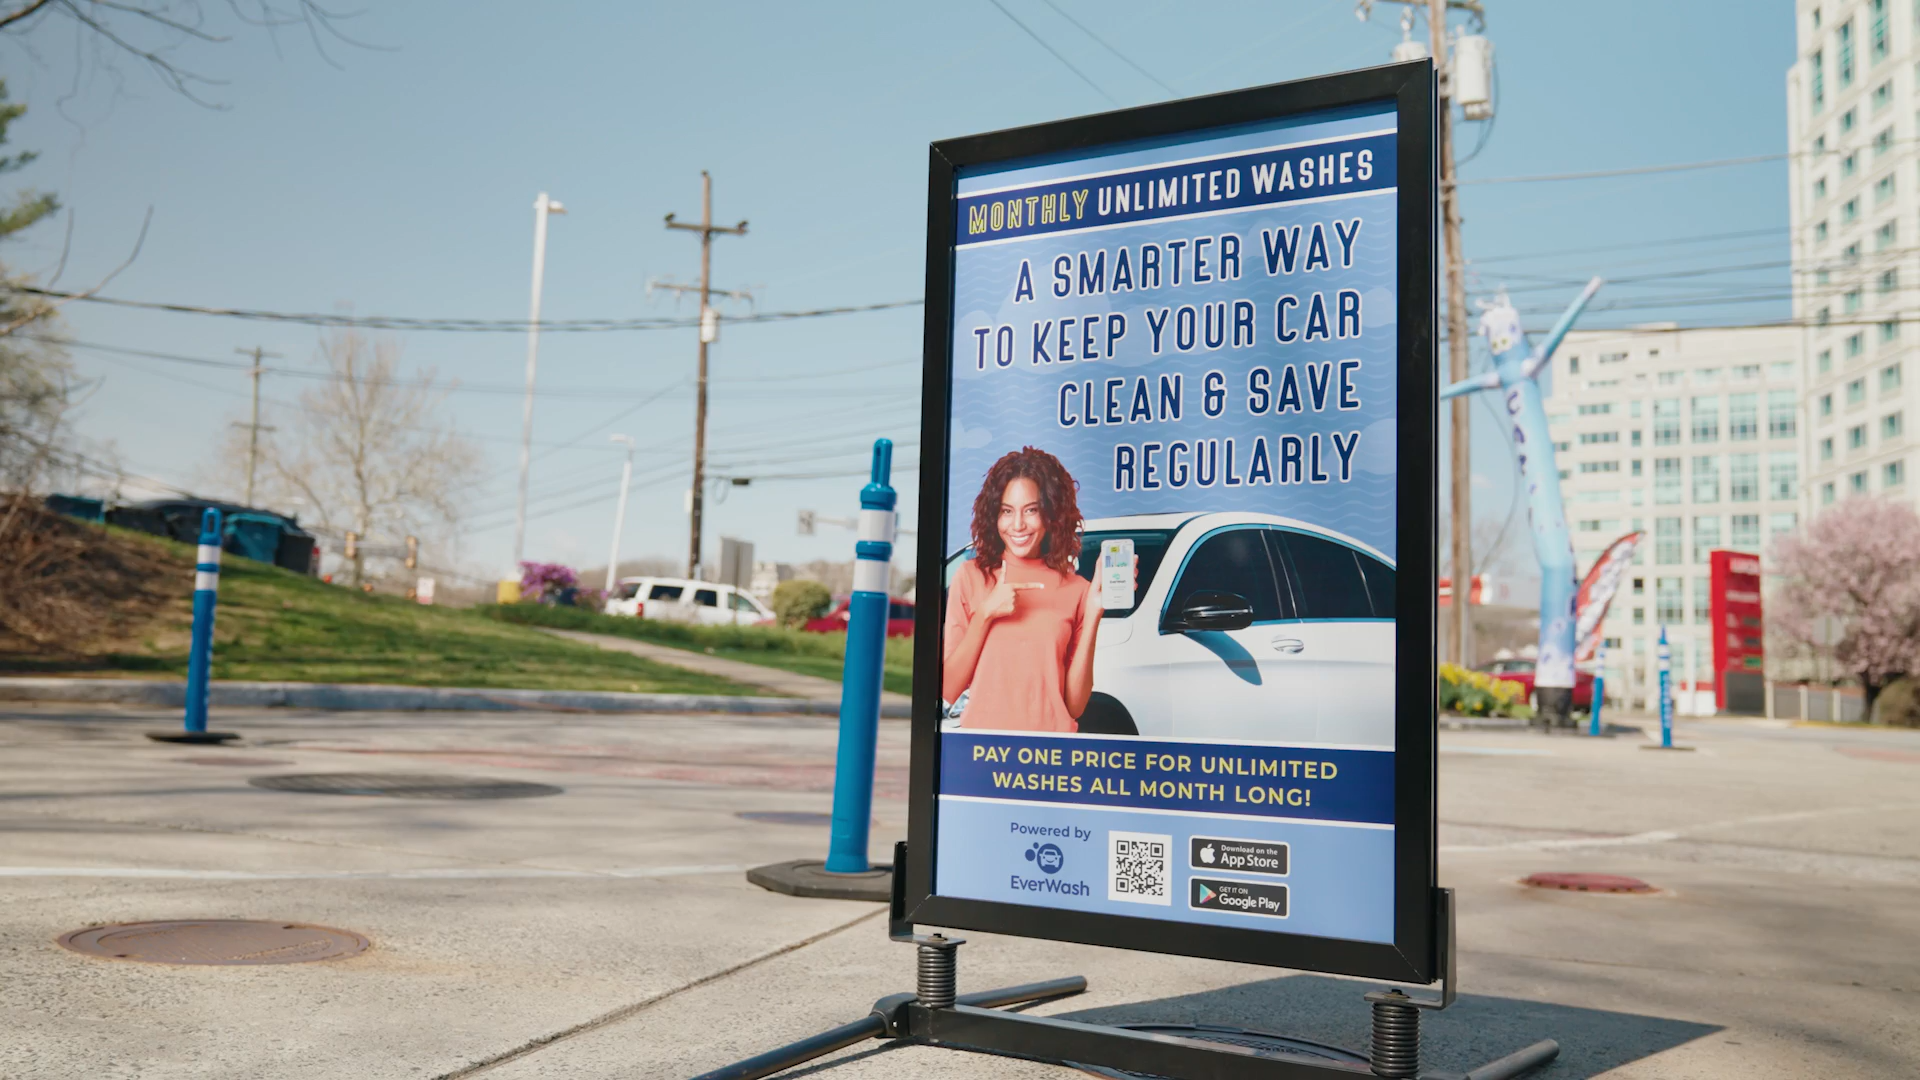 MONTHLY UNLIMITED WASHES
A SMARTER WAY
TO KEEP YOUR CAR
CLEAN & SAVE
REGULARLY
PAY ONE PRICE FOR UNLIMITED
WASHES ALL MONTH LONG!
Powered by
EverWash
Download on the
App Store
GET IT ON
Google Play